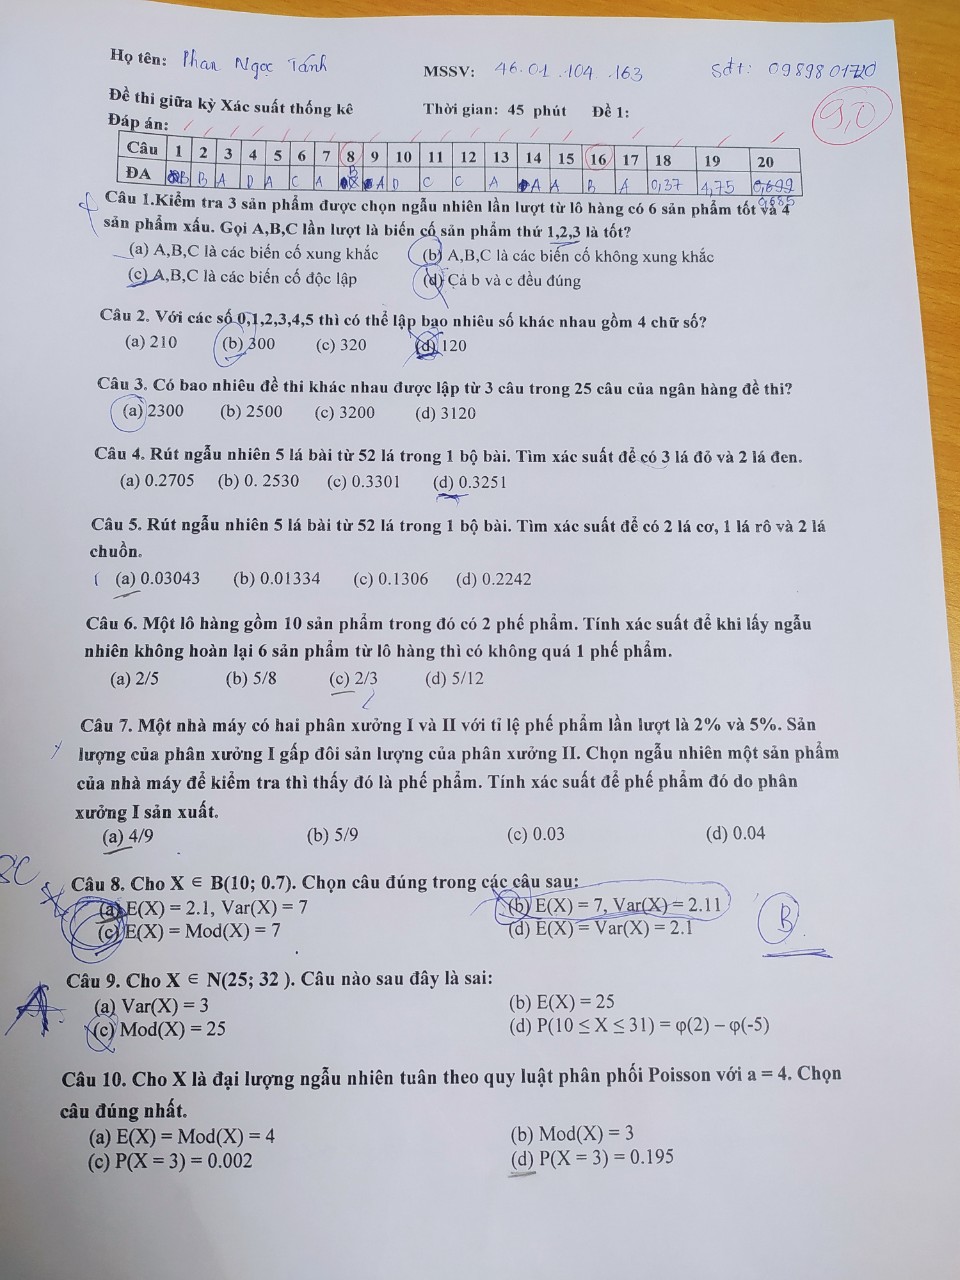 Họ tên: Phan Ngọc Tánh MSSV: 46.01.104.163 Sđt: 0989801720
Đề thi giữa kỳ Xác suất thống kê Thời gian: 45 phút Đề 1:
9,0
Đáp án:
Câu 1 2 3 4 5 6 7 8 9 10 11 12 13 14 15 16 17 18 19 20
ĐA B B A D A C A B A D C C A A A B A 0,37 1,75 0,692
0,685
Câu 1.Kiểm tra 3 sản phẩm được chọn ngẫu nhiên lần lượt từ lô hàng có 6 sản phẩm tốt và 4
sản phẩm xấu. Gọi A,B,C lần lượt là biến cố sản phẩm thứ 1,2,3 là tốt?
(a) A,B,C là các biến cố xung khắc (b) A,B,C là các biến cố không xung khắc
(c) A,B,C là các biến cố độc lập (d) Cả b và c đều đúng
Câu 2. Với các số 0,1,2,3,4,5 thì có thể lập bao nhiêu số khác nhau gồm 4 chữ số?
(a) 210 (b) 300 (c) 320 (d) 120
Câu 3. Có bao nhiêu đề thi khác nhau được lập từ 3 câu trong 25 câu của ngân hàng đề thi?
(a) 2300 (b) 2500 (c) 3200 (d) 3120
Câu 4. Rút ngẫu nhiên 5 lá bài từ 52 lá trong 1 bộ bài. Tìm xác suất để có 3 lá đỏ và 2 lá đen.
(a) 0.2705 (b) 0. 2530 (c) 0.3301 (d) 0.3251
Câu 5. Rút ngẫu nhiên 5 lá bài từ 52 lá trong 1 bộ bài. Tìm xác suất để có 2 lá cơ, 1 lá rô và 2 lá
chuồn.
(a) 0.03043 (b) 0.01334 (c) 0.1306 (d) 0.2242
Câu 6. Một lô hàng gồm 10 sản phẩm trong đó có 2 phế phẩm. Tính xác suất để khi lấy ngẫu
nhiên không hoàn lại 6 sản phẩm từ lô hàng thì có không quá 1 phế phẩm.
(a) 2/5 (b) 5/8 (c) 2/3 (d) 5/12
Câu 7. Một nhà máy có hai phân xưởng I và II với tỉ lệ phế phẩm lần lượt là 2% và 5%. Sản
lượng của phân xưởng I gấp đôi sản lượng của phân xưởng II. Chọn ngẫu nhiên một sản phẩm
của nhà máy để kiểm tra thì thấy đó là phế phẩm. Tính xác suất để phế phẩm đó do phân
xưởng I sản xuất.
(a) 4/9 (b) 5/9 (c) 0.03 (d) 0.04
Câu 8. Cho X ∈ B(10; 0.7). Chọn câu đúng trong các câu sau:
(a) E(X) = 2.1, Var(X) = 7 (b) E(X) = 7, Var(X) = 2.11
(c) E(X) = Mod(X) = 7 (d) E(X) = Var(X) = 2.1
B
Câu 9. Cho X ∈ N(25; 32 ). Câu nào sau đây là sai:
(a) Var(X) = 3 (b) E(X) = 25
A
(c) Mod(X) = 25 (d) P(10 ≤ X ≤ 31) = φ(2) – φ(-5)
Câu 10. Cho X là đại lượng ngẫu nhiên tuân theo quy luật phân phối Poisson với a = 4. Chọn
câu đúng nhất.
(a) E(X) = Mod(X) = 4 (b) Mod(X) = 3
(c) P(X = 3) = 0.002 (d) P(X = 3) = 0.195